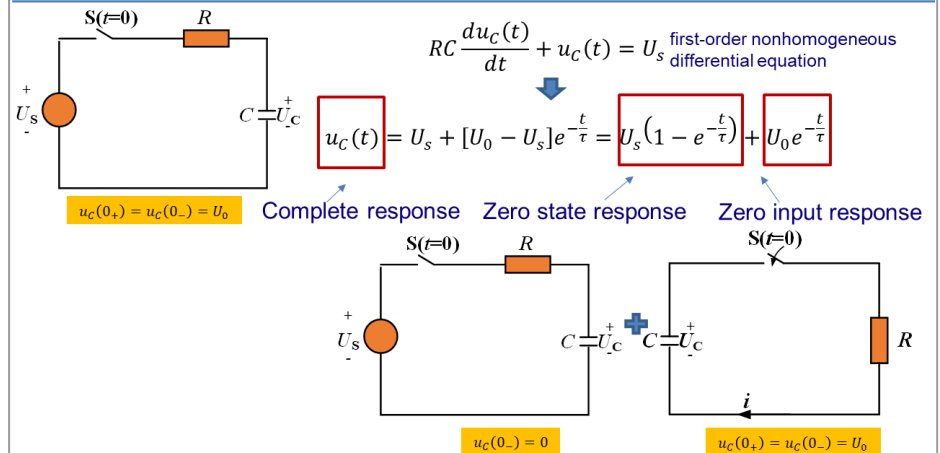 S(t=0) R
+
U_S
-
C
+
U_C
-
u_C(0_+) = u_C(0_-) = U_0
RC du_C(t)/dt + u_C(t) = U_s
first-order nonhomogeneous
differential equation
u_C(t) = U_s + [U_0 − U_s]e^{-t/τ} = U_s(1 − e^{-t/τ}) + U_0e^{-t/τ}
Complete response
Zero state response
Zero input response
S(t=0) R
+
U_S
-
C
+
U_C
-
u_C(0_-) = 0
S(t=0)
C
+
U_C
-
R
i
u_C(0_+) = u_C(0_-) = U_0